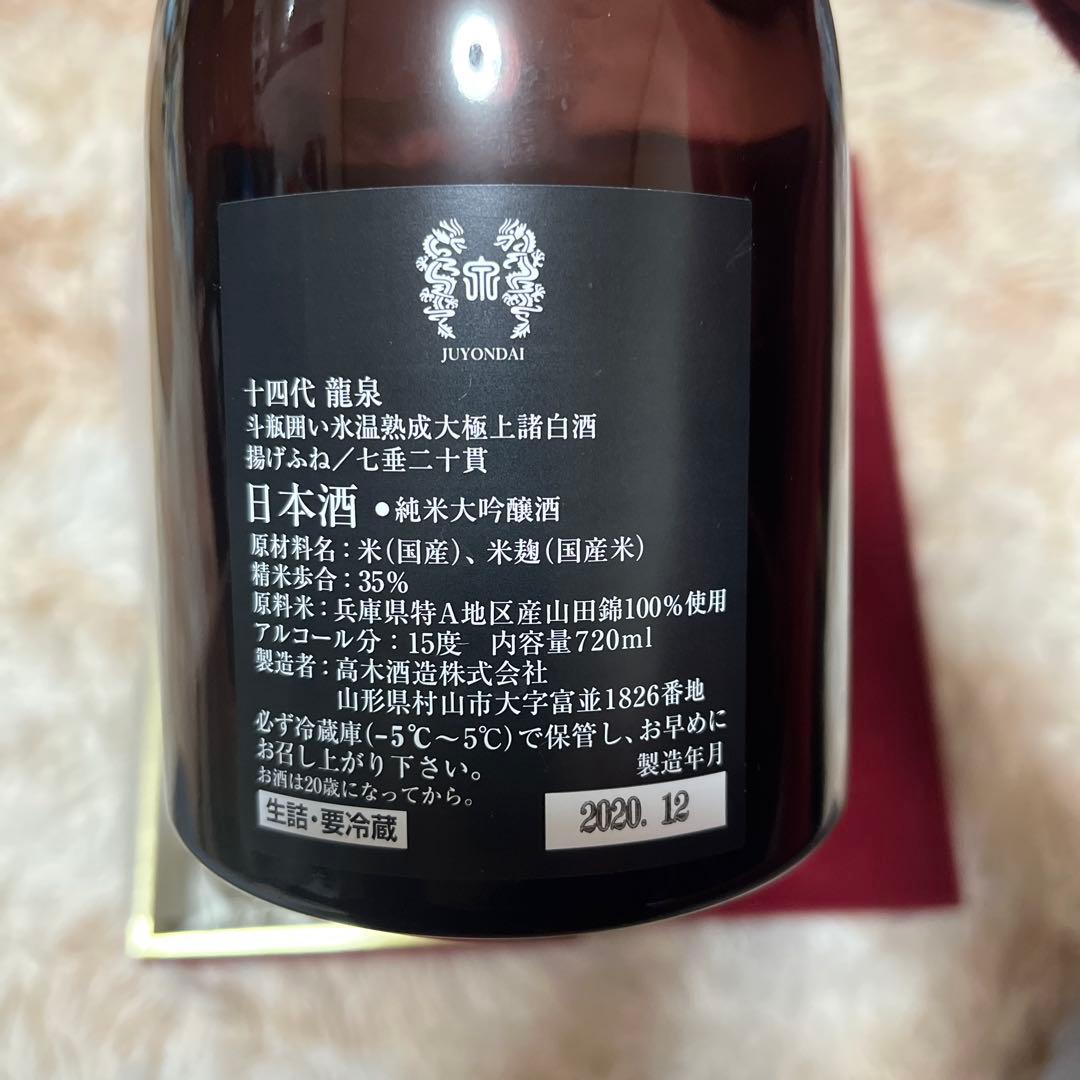 JUYONDAI
十四代 龍泉
斗瓶囲い氷温熟成大極上諸白酒
揚げふね/七垂二十貫
日本酒 ●純米大吟醸酒
原材料名:米(国産)、米麹(国産米)
精米歩合:35%
原料米:兵庫県特A地区産山田錦100%使用
アルコール分:15度 内容量720ml
製造者:高木酒造株式会社
山形県村山市大字富並1826番地
必ず冷蔵庫(-5℃~5℃)で保管し、お早めに
お召し上がり下さい。
製造年月
お酒は20歳になってから。
生詰・要冷蔵
2020.12